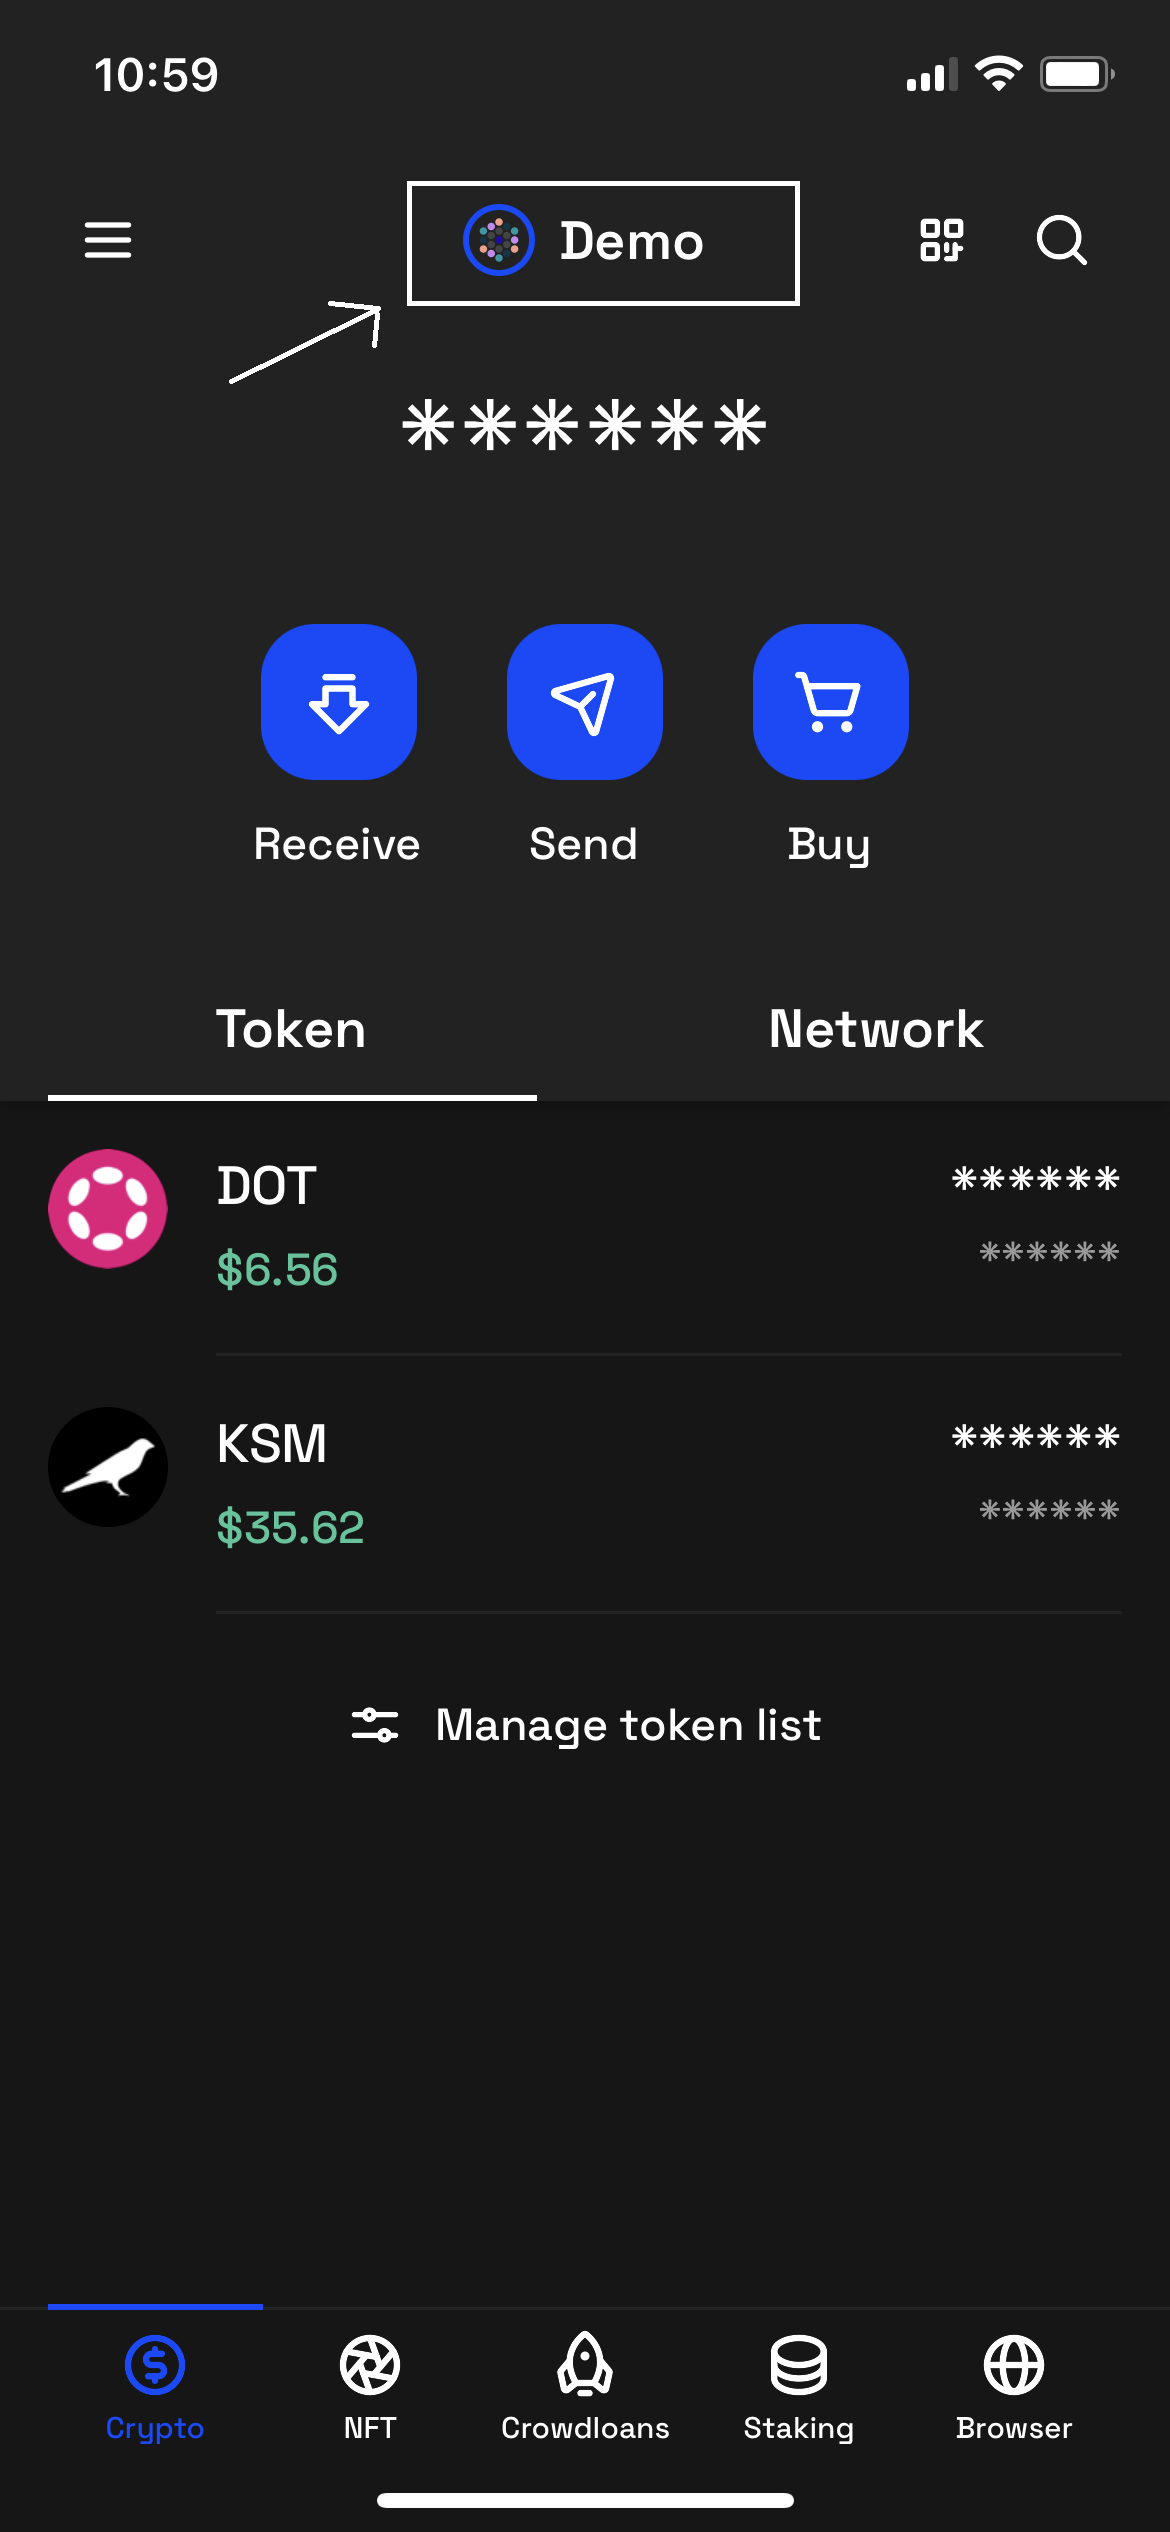 10:59
Demo
******
Receive Send Buy
Token Network
DOT ******
$6.56 ******
KSM ******
$35.62 ******
Manage token list
Crypto NFT Crowdloans Staking Browser